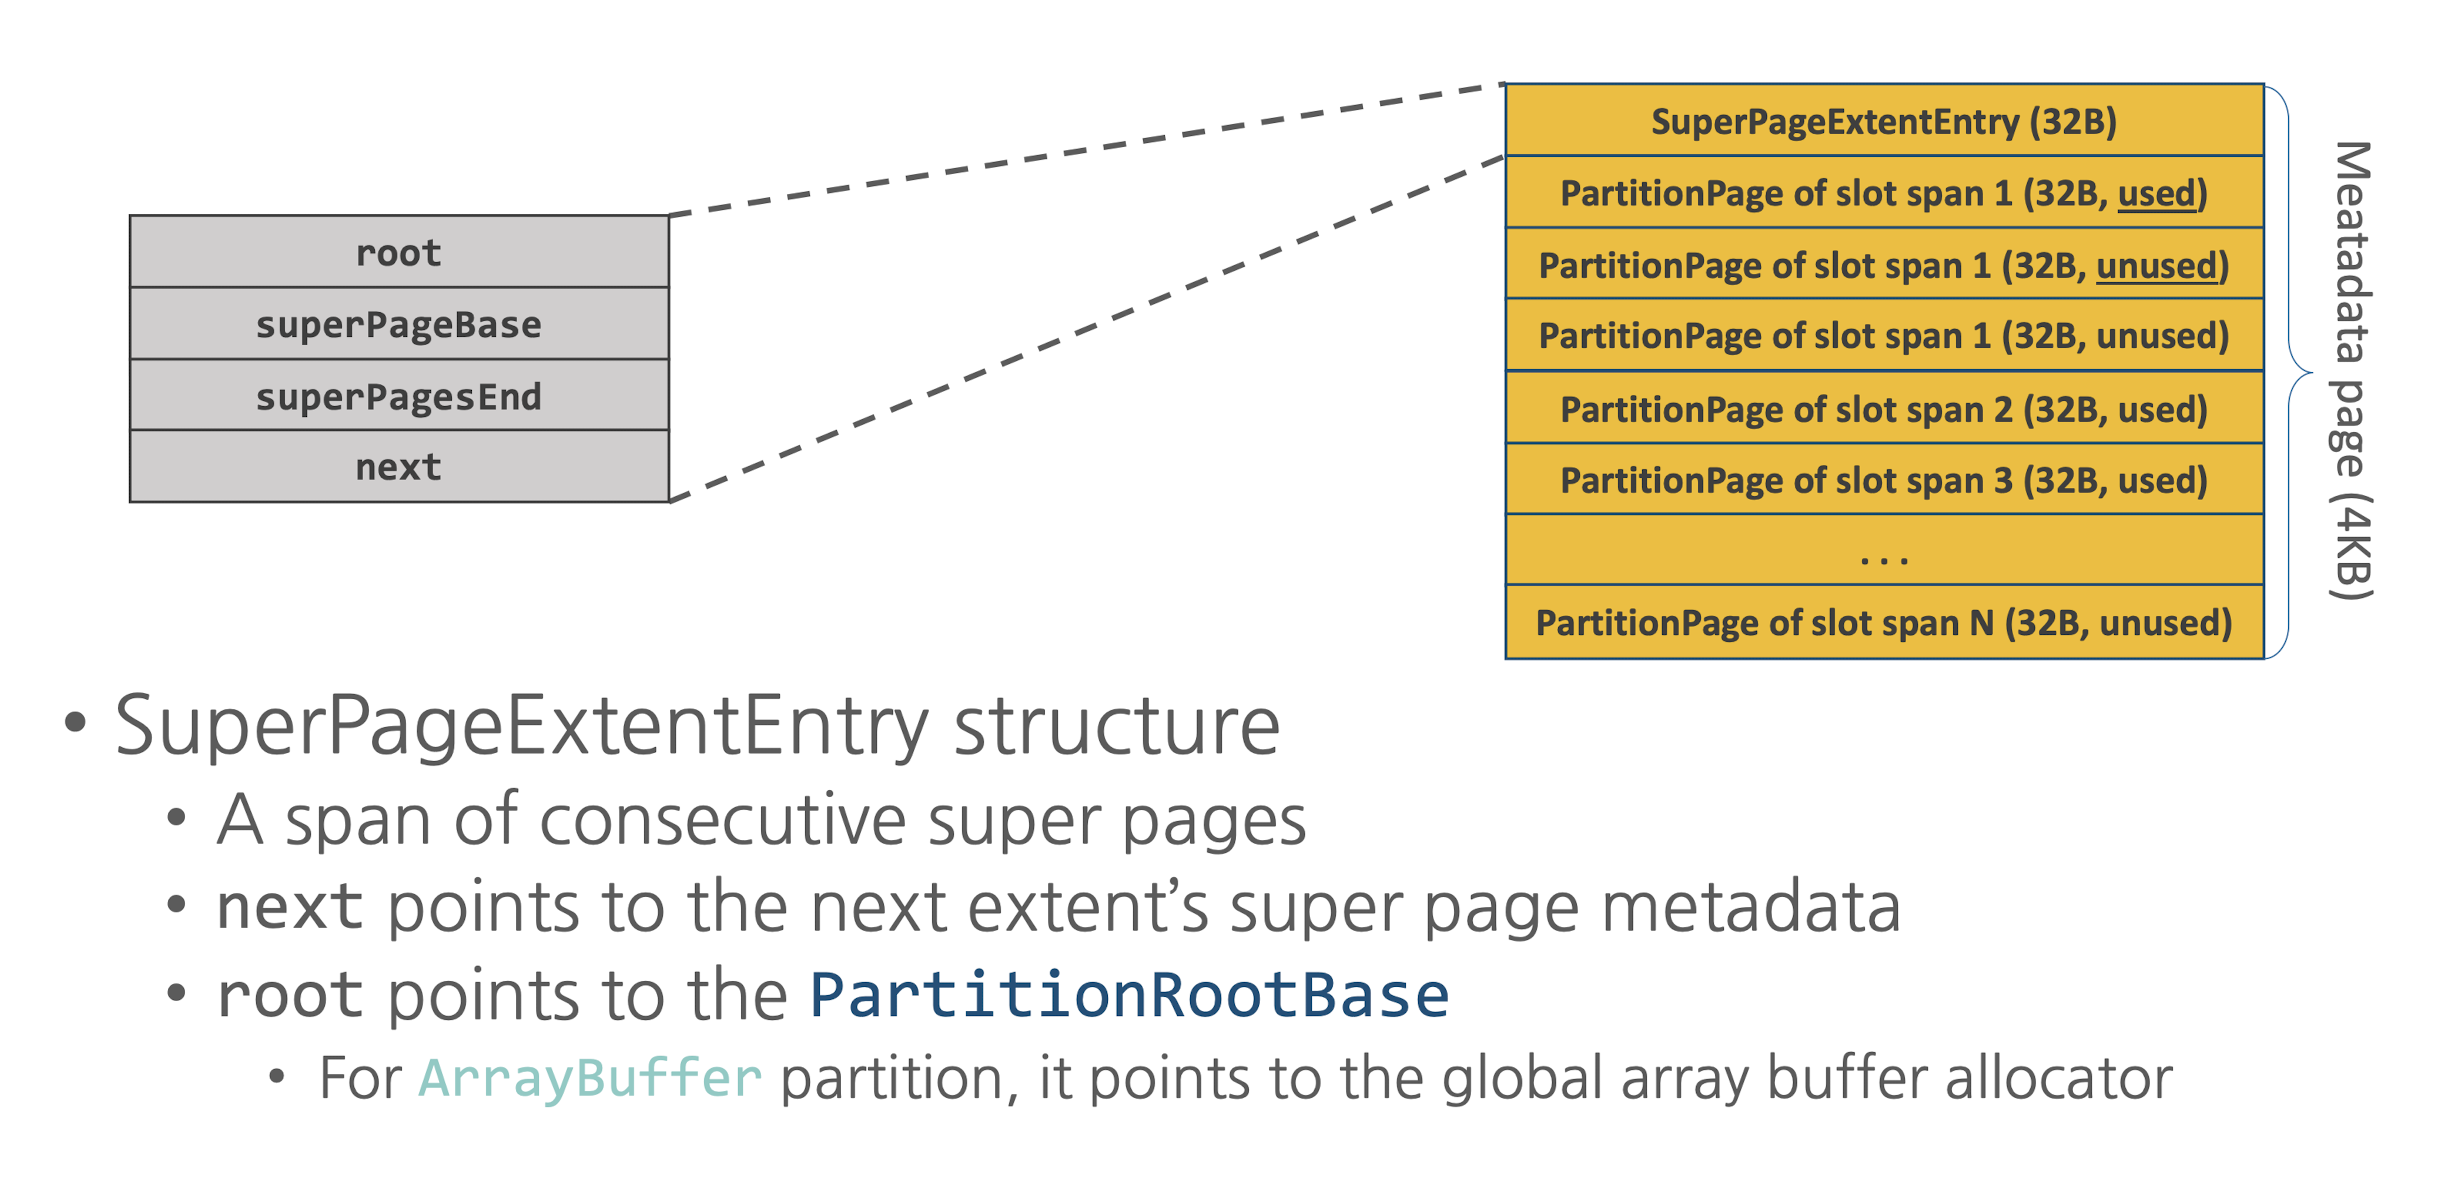 root
superPageBase
superPagesEnd
next
SuperPageExtentEntry (32B)
PartitionPage of slot span 1 (32B, used)
PartitionPage of slot span 1 (32B, unused)
PartitionPage of slot span 1 (32B, unused)
PartitionPage of slot span 2 (32B, used)
PartitionPage of slot span 3 (32B, used)
...
PartitionPage of slot span N (32B, unused)
Meatadata page (4KB)
• SuperPageExtentEntry structure
• A span of consecutive super pages
• next points to the next extent’s super page metadata
• root points to the PartitionRootBase
• For ArrayBuffer partition, it points to the global array buffer allocator